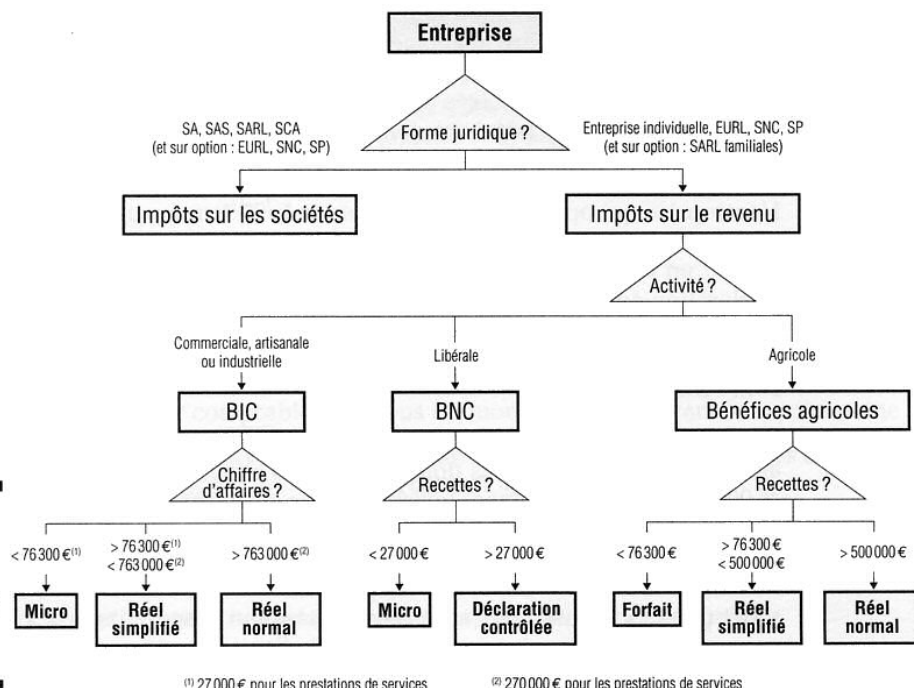 Entreprise
Forme juridique ?
SA, SAS, SARL, SCA
(et sur option : EURL, SNC, SP)
Entreprise individuelle, EURL, SNC, SP
(et sur option : SARL familiales)
Impôts sur les sociétés
Impôts sur le revenu
Activité ?
Commerciale, artisanale
ou industrielle
Libérale
Agricole
BIC
BNC
Bénéfices agricoles
Chiffre
d'affaires ?
Recettes ?
Recettes ?
< 76 300 €(1)
> 76 300 €(1)
< 763 000 €(2)
> 763 000 €(2)
< 27 000 €
> 27 000 €
< 76 300 €
> 76 300 €
< 500 000 €
> 500 000 €
Micro
Réel
simplifié
Réel
normal
Micro
Déclaration
contrôlée
Forfait
Réel
simplifié
Réel
normal
(1) 27 000 € pour les prestations de services
(2) 270 000 € pour les prestations de services